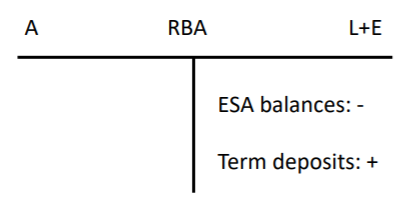 A RBA L+E
ESA balances: -
Term deposits: +